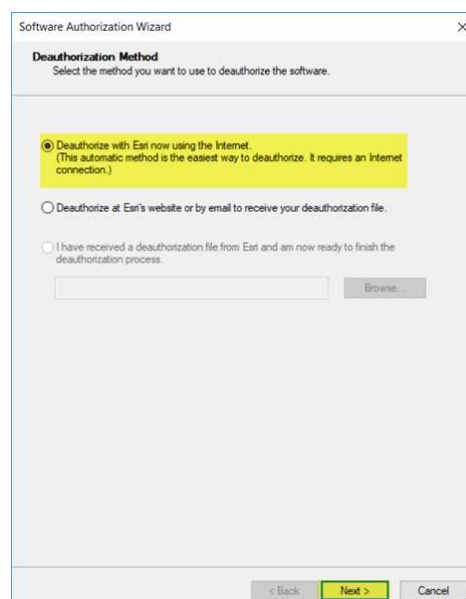 Software Authorization Wizard
Deauthorization Method
Select the method you want to use to deauthorize the software.
Deauthorize with Esri now using the Internet.
(This automatic method is the easiest way to deauthorize. It requires an Internet
connection.)
Deauthorize at Esri's website or by email to receive your deauthorization file.
I have received a deauthorization file from Esri and am now ready to finish the
deauthorization process.
Browse...
< Back Next > Cancel